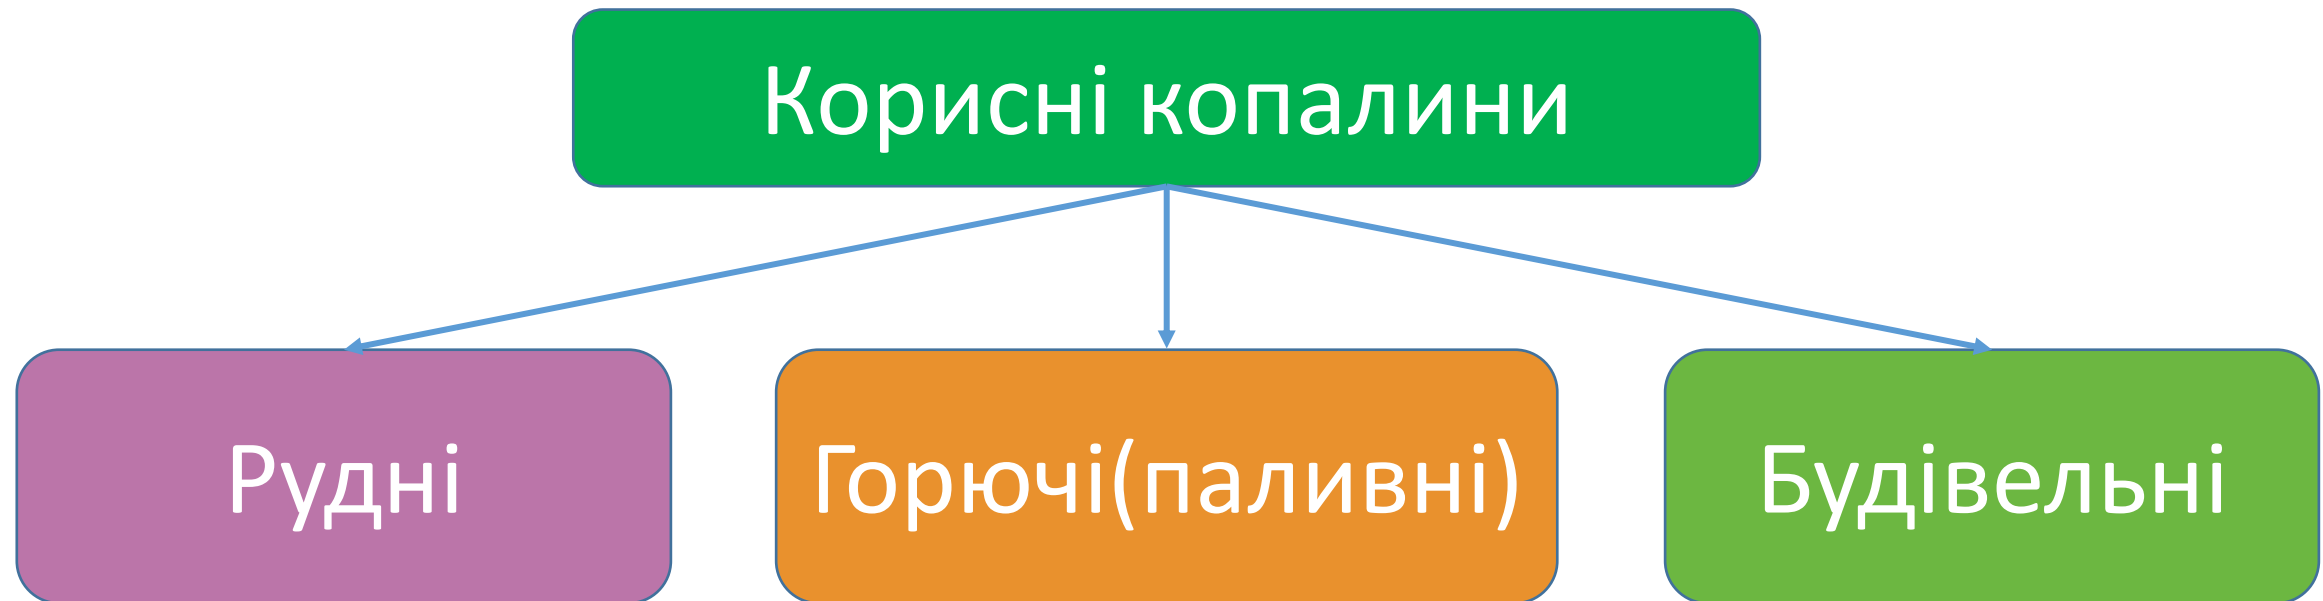 Корисні копалини
Рудні
Горючі(паливні)
Будівельні